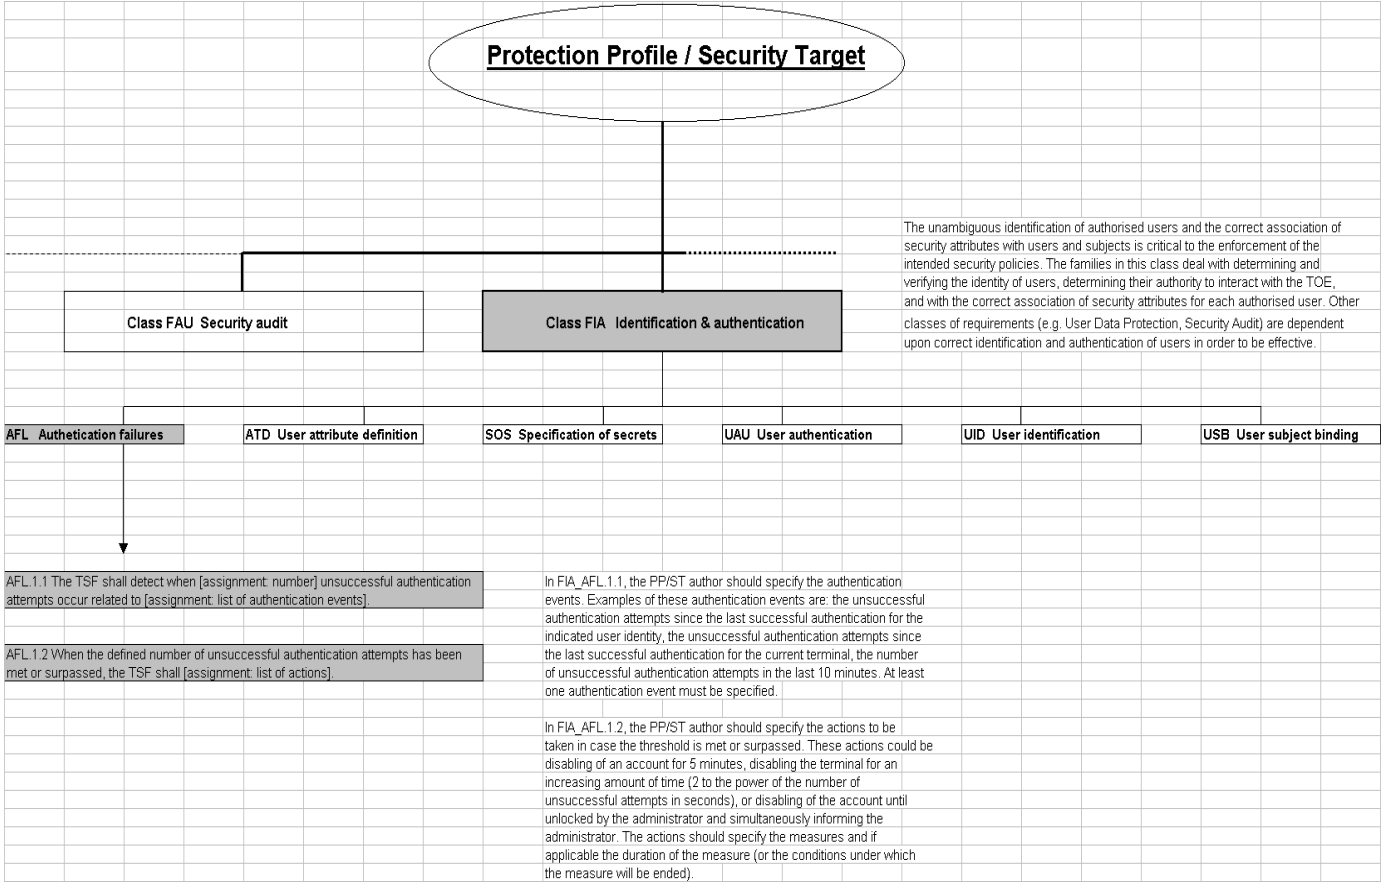 Protection Profile / Security Target
The unambiguous identification of authorised users and the correct association of
security attributes with users and subjects is critical to the enforcement of the
intended security policies. The families in this class deal with determining and
verifying the identity of users, determining their authority to interact with the TOE,
and with the correct association of security attributes for each authorised user. Other
classes of requirements (e.g. User Data Protection, Security Audit) are dependent
upon correct identification and authentication of users in order to be effective.
Class FAU Security audit
Class FIA Identification & authentication
AFL Authetication failures
ATD User attribute definition
SOS Specification of secrets
UAU User authentication
UID User identification
USB User subject binding
AFL.1.1 The TSF shall detect when [assignment: number] unsuccessful authentication
attempts occur related to [assignment: list of authentication events].
AFL.1.2 When the defined number of unsuccessful authentication attempts has been
met or surpassed, the TSF shall [assignment: list of actions].
In FIA_AFL.1.1, the PP/ST author should specify the authentication
events. Examples of these authentication events are: the unsuccessful
authentication attempts since the last successful authentication for the
indicated user identity, the unsuccessful authentication attempts since
the last successful authentication for the current terminal, the number
of unsuccessful authentication attempts in the last 10 minutes. At least
one authentication event must be specified.
In FIA_AFL.1.2, the PP/ST author should specify the actions to be
taken in case the threshold is met or surpassed. These actions could be
disabling of an account for 5 minutes, disabling the terminal for an
increasing amount of time (2 to the power of the number of
unsuccessful attempts in seconds), or disabling of the account until
unlocked by the administrator and simultaneously informing the
administrator. The actions should specify the measures and if
applicable the duration of the measure (or the conditions under which
the measure will be ended).